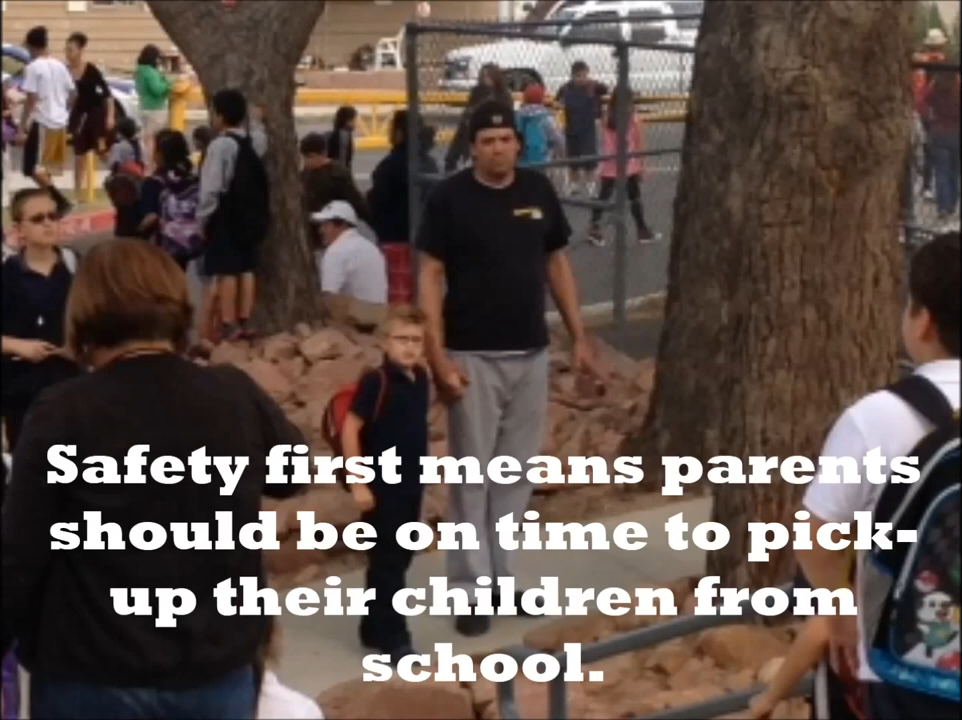 Safety first means parents
should be on time to pick-
up their children from
school.